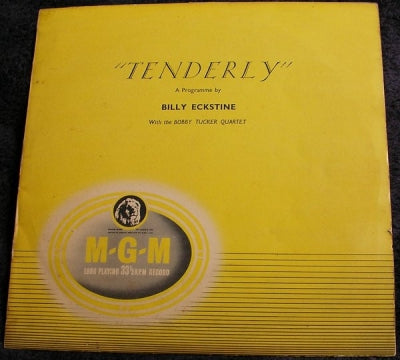 "TENDERLY"
A Programme by
BILLY ECKSTINE
With the BOBBY TUCKER QUARTET
M-G-M
LONG PLAYING 33⅓ RPM RECORD